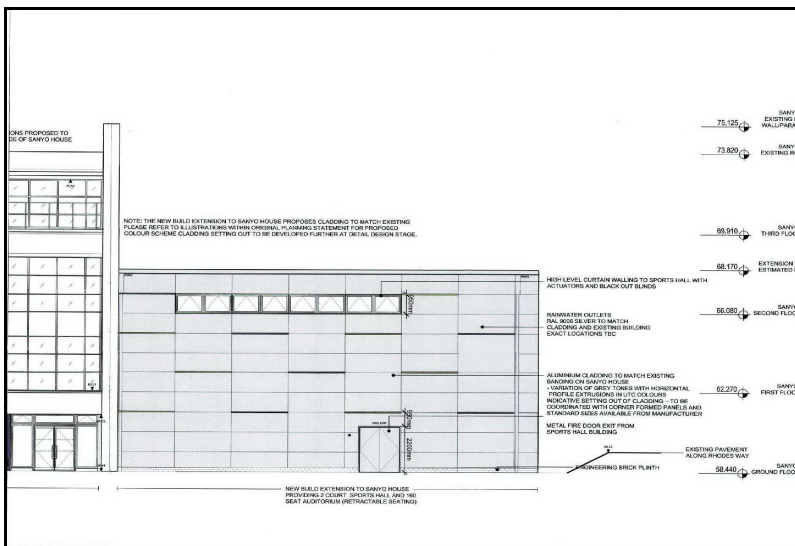 IONS PROPOSED TO
DE OF SANYO HOUSE
NOTE: THE NEW BUILD EXTENSION TO SANYO HOUSE PROPOSES CLADDING TO MATCH EXISTING
PLEASE REFER TO ILLUSTRATIONS WITHIN ORIGINAL PLANNING STATEMENT FOR PROPOSED
COLOUR SCHEME CLADDING SETTING OUT TO BE DEVELOPED FURTHER AT DETAIL DESIGN STAGE.
75.125
SANY
EXISTING
WALL/PARA
73.820
SANY
EXISTING R
69.910
SANY
THIRD FLOO
68.170
EXTENSION
ESTIMATED
HIGH LEVEL CURTAIN WALLING TO SPORTS HALL WITH
ACTUATORS AND BLACK OUT BLINDS
RAINWATER OUTLETS
RAL 9006 SILVER TO MATCH
CLADDING AND EXISTING BUILDING
EXACT LOCATIONS TBC
66.080
SANY
SECOND FLOO
ALUMINIUM CLADDING TO MATCH EXISTING
BANDING ON SANYO HOUSE
- VARIATION OF GREY TONES WITH HORIZONTAL
PROFILE EXTRUSIONS IN UTC COLOURS
INDICATIVE SETTING OUT OF CLADDING - TO BE
COORDINATED WITH CORNER FORMED PANELS AND
STANDARD SIZES AVAILABLE FROM MANUFACTURER
62.270
SANY
FIRST FLOO
METAL FIRE DOOR EXIT FROM
SPORTS HALL BUILDING
2200mm
EXISTING PAVEMENT
ALONG RHODES WAY
ENGINEERING BRICK PLINTH
58.440
SANY
GROUND FLOO
NEW BUILD EXTENSION TO SANYO HOUSE
PROVIDING 2 COURT SPORTS HALL AND 160
SEAT AUDITORIUM (RETRACTABLE SEATING)